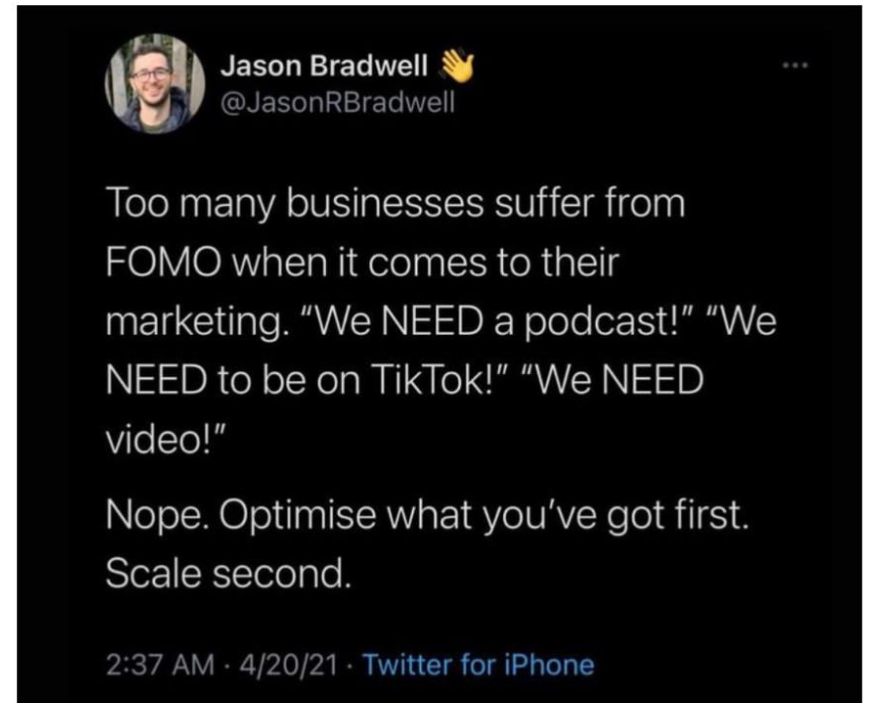 Jason Bradwell 👋
@JasonRBradwell
Too many businesses suffer from
FOMO when it comes to their
marketing. “We NEED a podcast!” “We
NEED to be on TikTok!” “We NEED
video!”
Nope. Optimise what you’ve got first.
Scale second.
2:37 AM · 4/20/21 · Twitter for iPhone